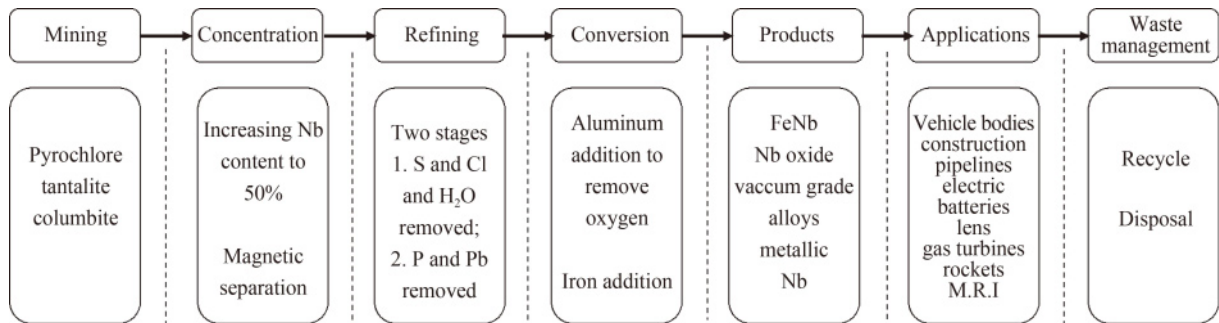 Mining
Concentration
Refining
Conversion
Products
Applications
Waste
management
Pyrochlore
tantalite
columbite
Increasing Nb
content to
50%
Magnetic
separation
Two stages
1. S and Cl
and H₂O
removed;
2. P and Pb
removed
Aluminum
addition to
remove
oxygen
Iron addition
FeNb
Nb oxide
vaccum grade
alloys
metallic
Nb
Vehicle bodies
construction
pipelines
electric
batteries
lens
gas turbines
rockets
M.R.I
Recycle
Disposal